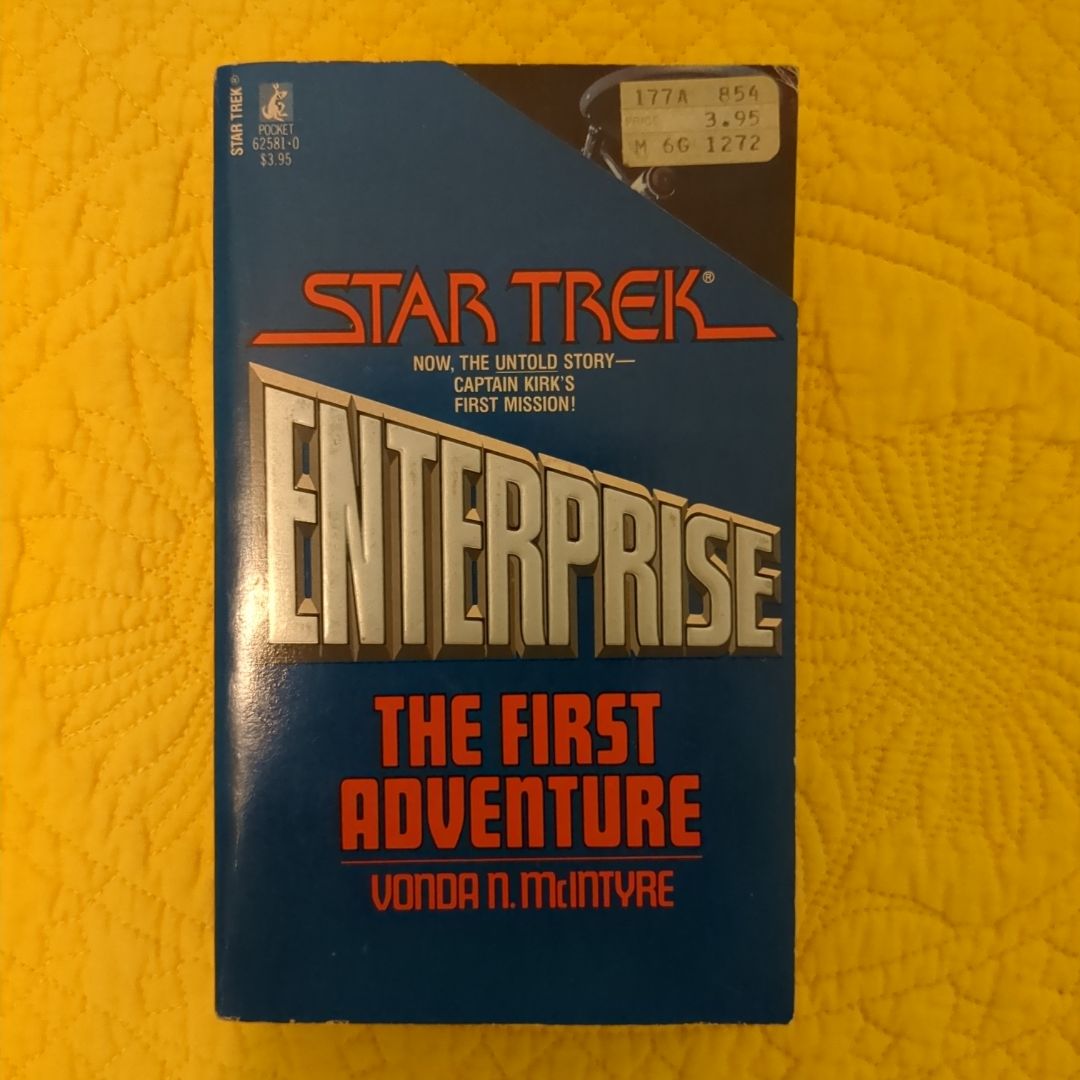 STAR TREK®
POCKET
62581-0
$3.95
177A 854
PRICE 3.95
M 6G 1272
STAR TREK®
NOW, THE UNTOLD STORY—
CAPTAIN KIRK'S
FIRST MISSION!
ENTERPRISE
THE FIRST
ADVENTURE
VONDA N. McINTYRE